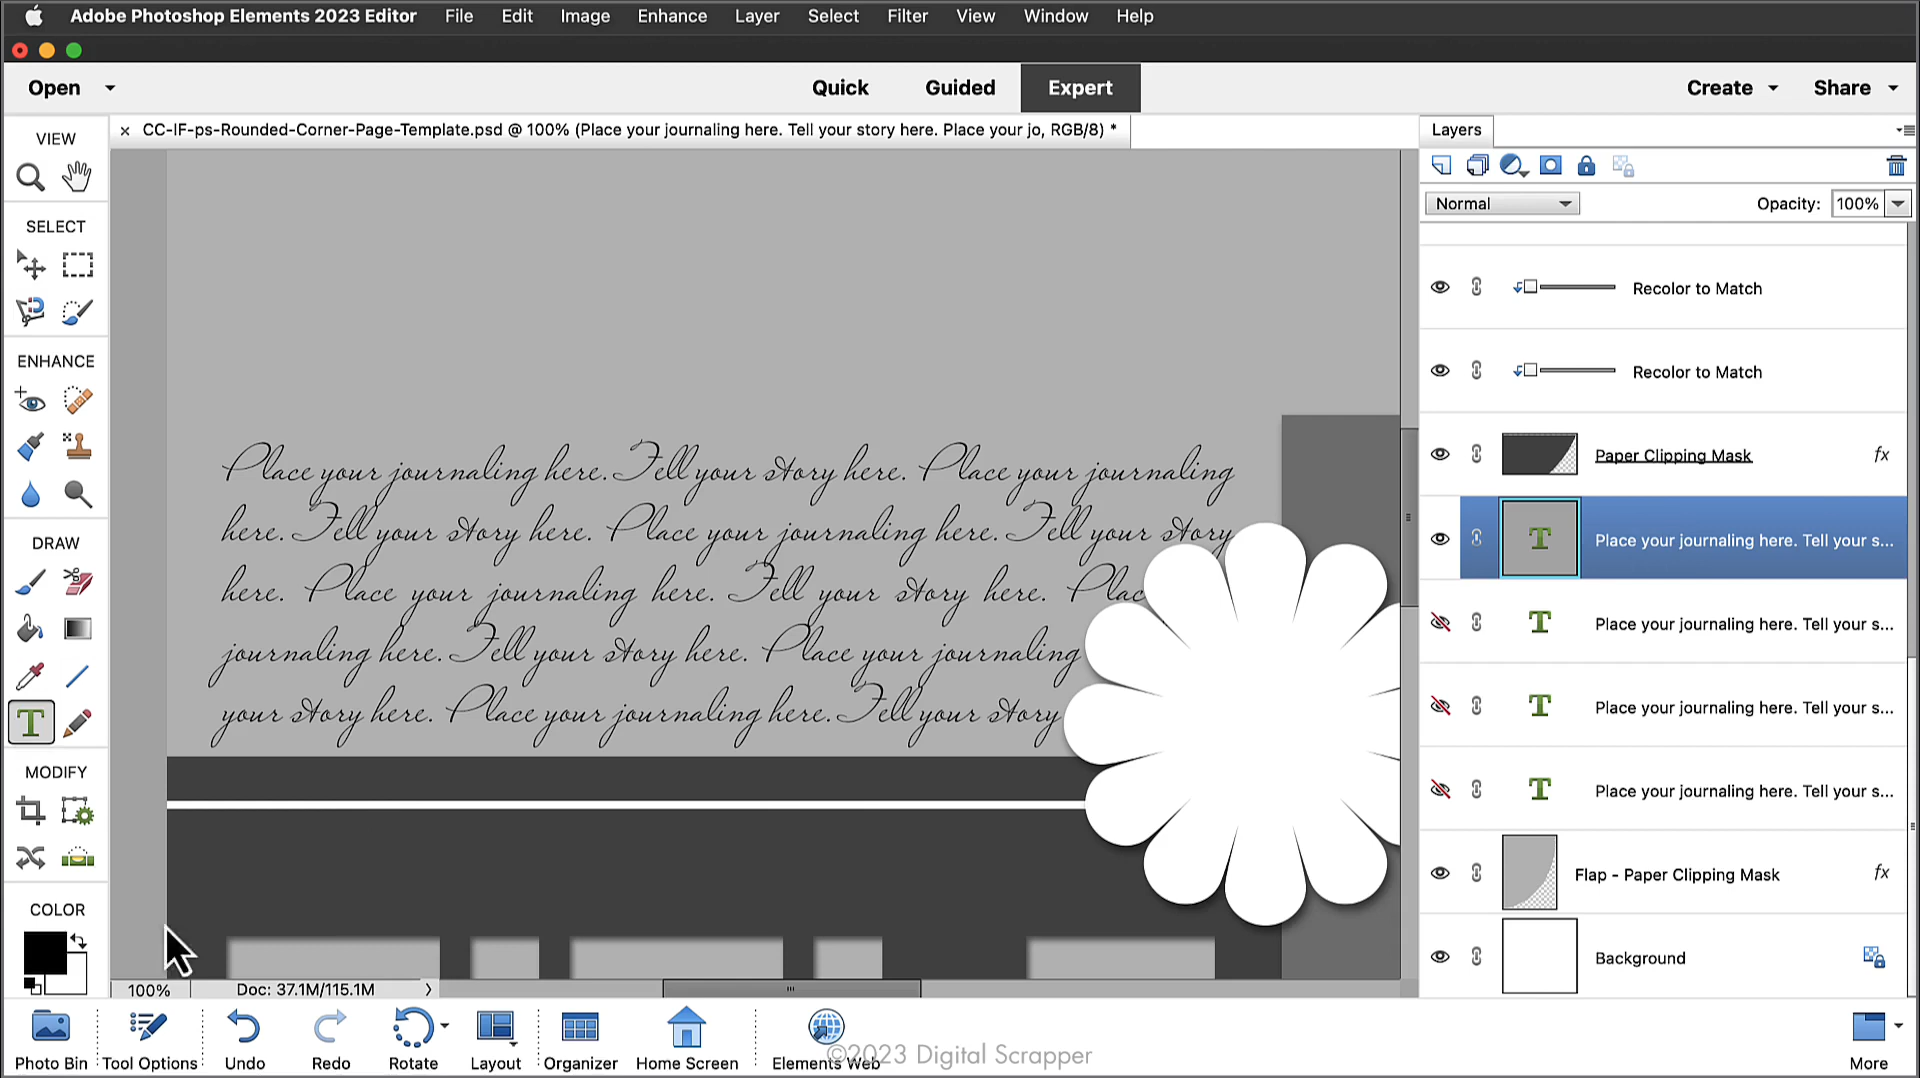 Adobe Photoshop Elements 2023 Editor File Edit Image Enhance Layer Select Filter View Window Help
Open Quick Guided Expert Create Share
VIEW
× CC-IF-ps-Rounded-Corner-Page-Template.psd @ 100% (Place your journaling here. Tell your story here. Place your jo, RGB/8) *
Layers
Normal Opacity: 100%
SELECT
Recolor to Match
ENHANCE
Recolor to Match
Paper Clipping Mask fx
Place your journaling here. Tell your story here. Place your journaling
here. Tell your story here. Place your journaling here. Tell your story
here. Place your journaling here. Tell your story here. Plac
journaling here. Tell your story here. Place your journaling
your story here. Place your journaling here. Tell your story
DRAW
T Place your journaling here. Tell your s...
T Place your journaling here. Tell your s...
T Place your journaling here. Tell your s...
T
MODIFY
T Place your journaling here. Tell your s...
Flap - Paper Clipping Mask fx
COLOR
Background
100% Doc: 37.1M/115.1M
Photo Bin Tool Options Undo Redo Rotate Layout Organizer Home Screen Elements Web More
©2023 Digital Scrapper